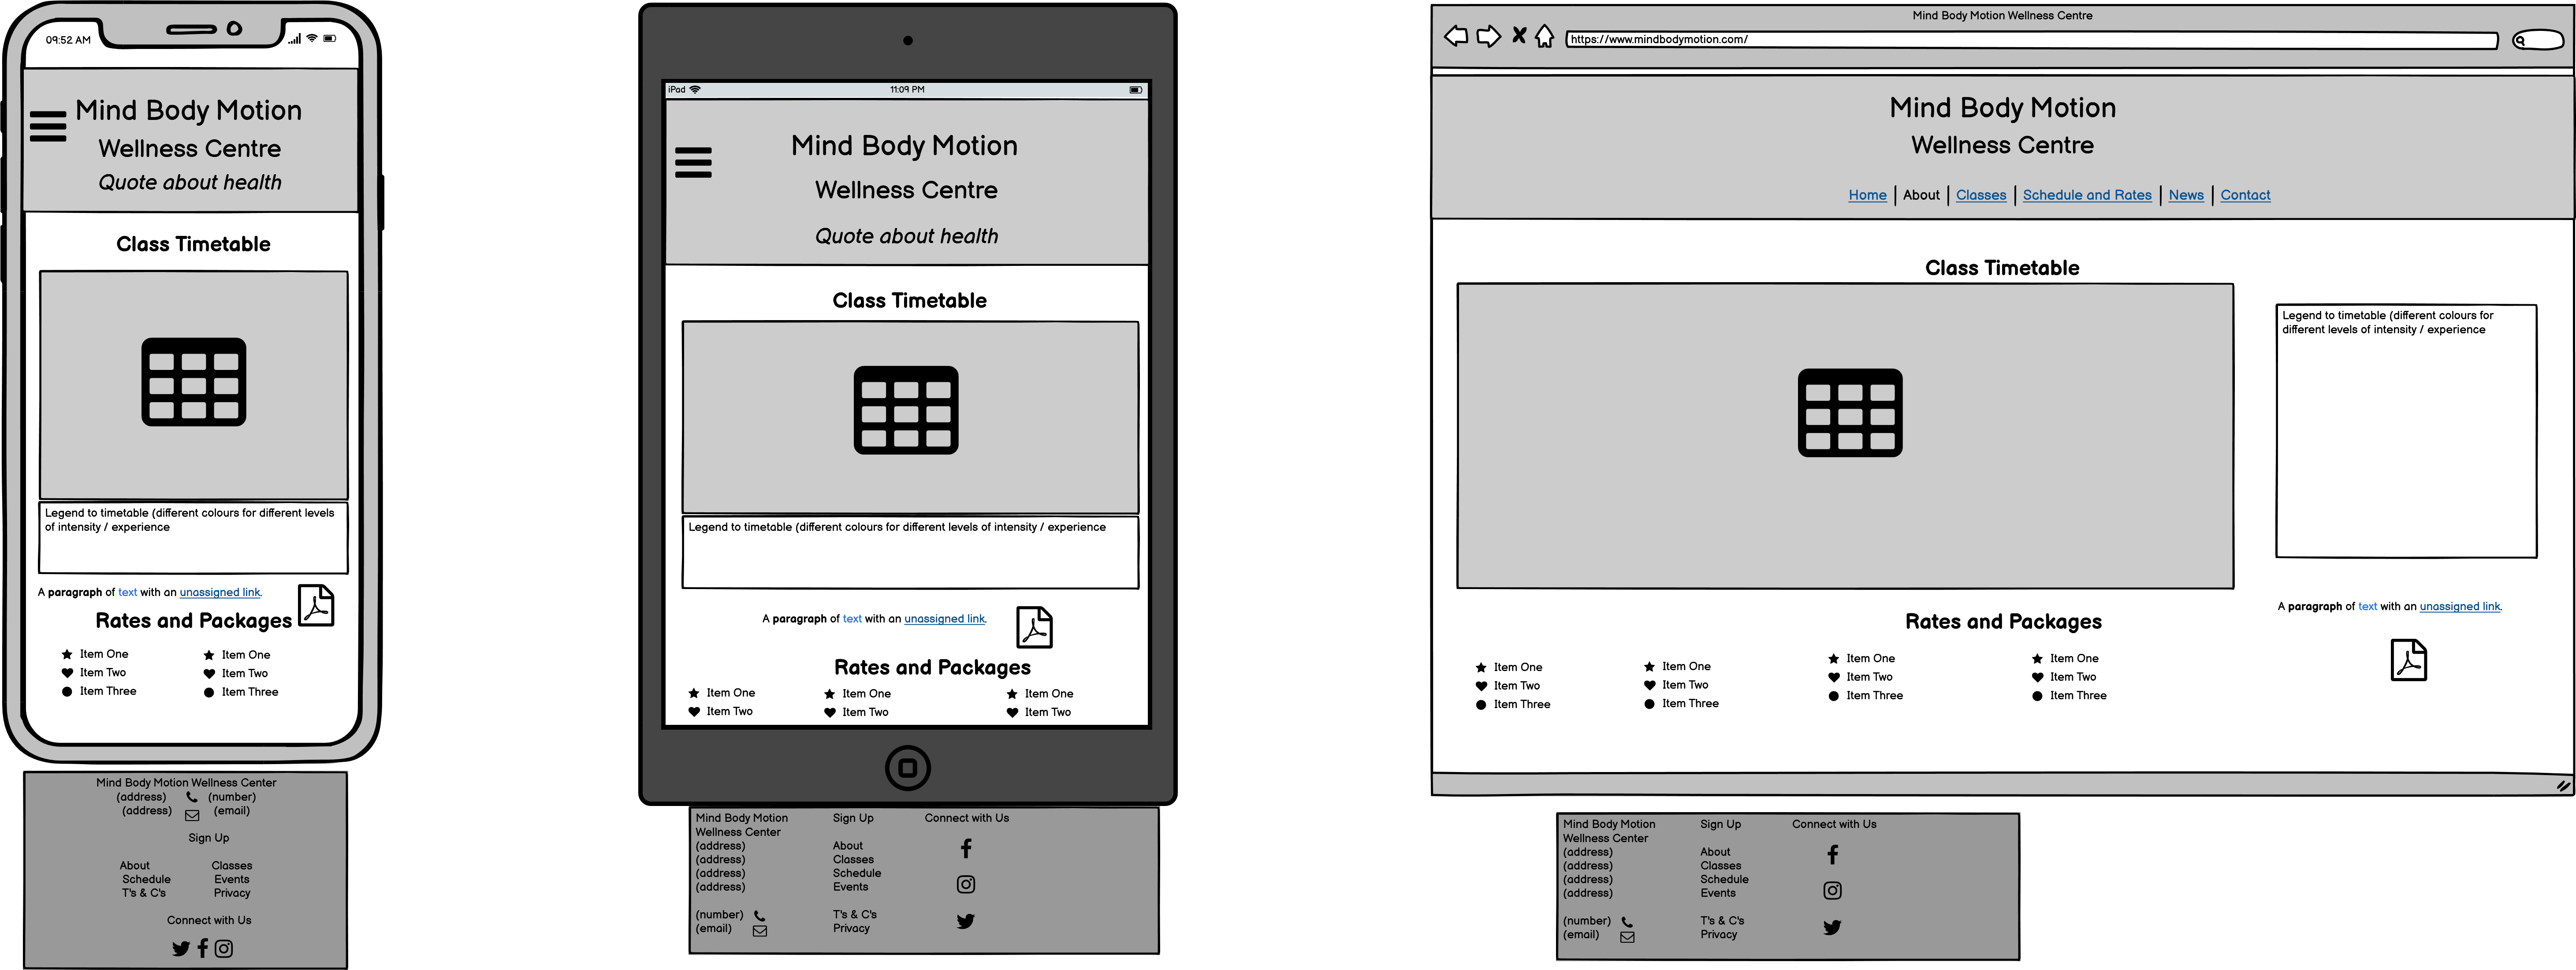 09:52 AM
Mind Body Motion
Wellness Centre
Quote about health
Class Timetable
Legend to timetable (different colours for different levels
of intensity / experience
A paragraph of text with an unassigned link.
Rates and Packages
Item One
Item Two
Item Three
Item One
Item Two
Item Three
Mind Body Motion Wellness Center
(address) (number)
(address) (email)
Sign Up
About Classes
Schedule Events
T's & C's Privacy
Connect with Us
iPad 11:09 PM
Mind Body Motion
Wellness Centre
Quote about health
Class Timetable
Legend to timetable (different colours for different levels of intensity / experience
A paragraph of text with an unassigned link.
Rates and Packages
Item One
Item Two
Item One
Item Two
Item One
Item Two
Mind Body Motion
Wellness Center
(address)
(address)
(address)
(address)
(number)
(email)
Sign Up
About
Classes
Schedule
Events
T's & C's
Privacy
Connect with Us
Mind Body Motion Wellness Centre
https://www.mindbodymotion.com/
Mind Body Motion
Wellness Centre
Home | About | Classes | Schedule and Rates | News | Contact
Class Timetable
Legend to timetable (different colours for
different levels of intensity / experience
A paragraph of text with an unassigned link.
Rates and Packages
Item One
Item Two
Item Three
Item One
Item Two
Item Three
Item One
Item Two
Item Three
Item One
Item Two
Item Three
Mind Body Motion
Wellness Center
(address)
(address)
(address)
(address)
(number)
(email)
Sign Up
About
Classes
Schedule
Events
T's & C's
Privacy
Connect with Us